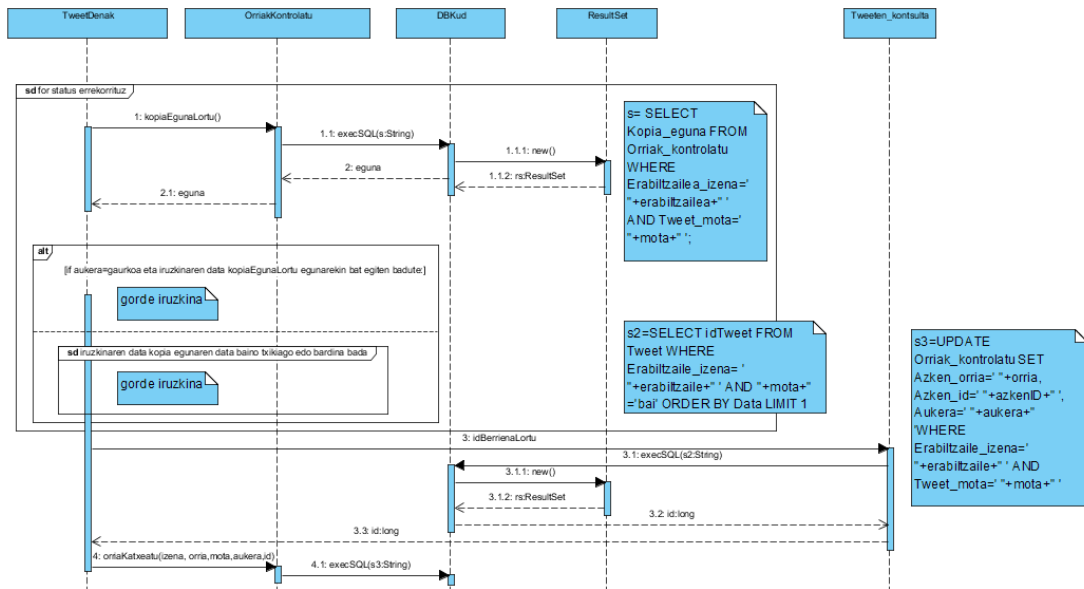 TweetDenak
OrriakKontrolatu
DBKud
ResultSet
Tweeten_kontsulta
sd for status errekorrituz
1: kopiaEgunaLortu()
1.1: execSQL(s:String)
1.1.1: new()
2: eguna
1.1.2: rs:ResultSet
2.1: eguna
s= SELECT
Kopia_eguna FROM
Orriak_kontrolatu
WHERE
Erabiltzailea_izena='
"+erabiltzailea+" '
AND Tweet_mota='
"+mota+" ';
alt
[if aukera=gaurkoa eta iruzkinaren data kopiaEgunaLortu egunarekin bat egiten badute:]
gorde iruzkina
sd iruzkinaren data kopia egunaren data baino txikiago edo bardina bada
gorde iruzkina
s2=SELECT idTweet FROM
Tweet WHERE
Erabiltzaile_izena= '
"+erabiltzaile+" ' AND "+mota+"
='bai' ORDER BY Data LIMIT 1
s3=UPDATE
Orriak_kontrolatu SET
Azken_orria=' "+orria,
Azken_id=' "+azkenID+" ',
Aukera=' "+aukera+"
'WHERE
Erabiltzaile_izena='
"+erabiltzaile+" ' AND
Tweet_mota=' "+mota+" '
3: idBerrienaLortu
3.1: execSQL(s2:String)
3.1.1: new()
3.1.2: rs:ResultSet
3.2: id:long
3.3: id:long
4: orriaKatxeatu(izena, orria,mota,aukera,id)
4.1: execSQL(s3:String)